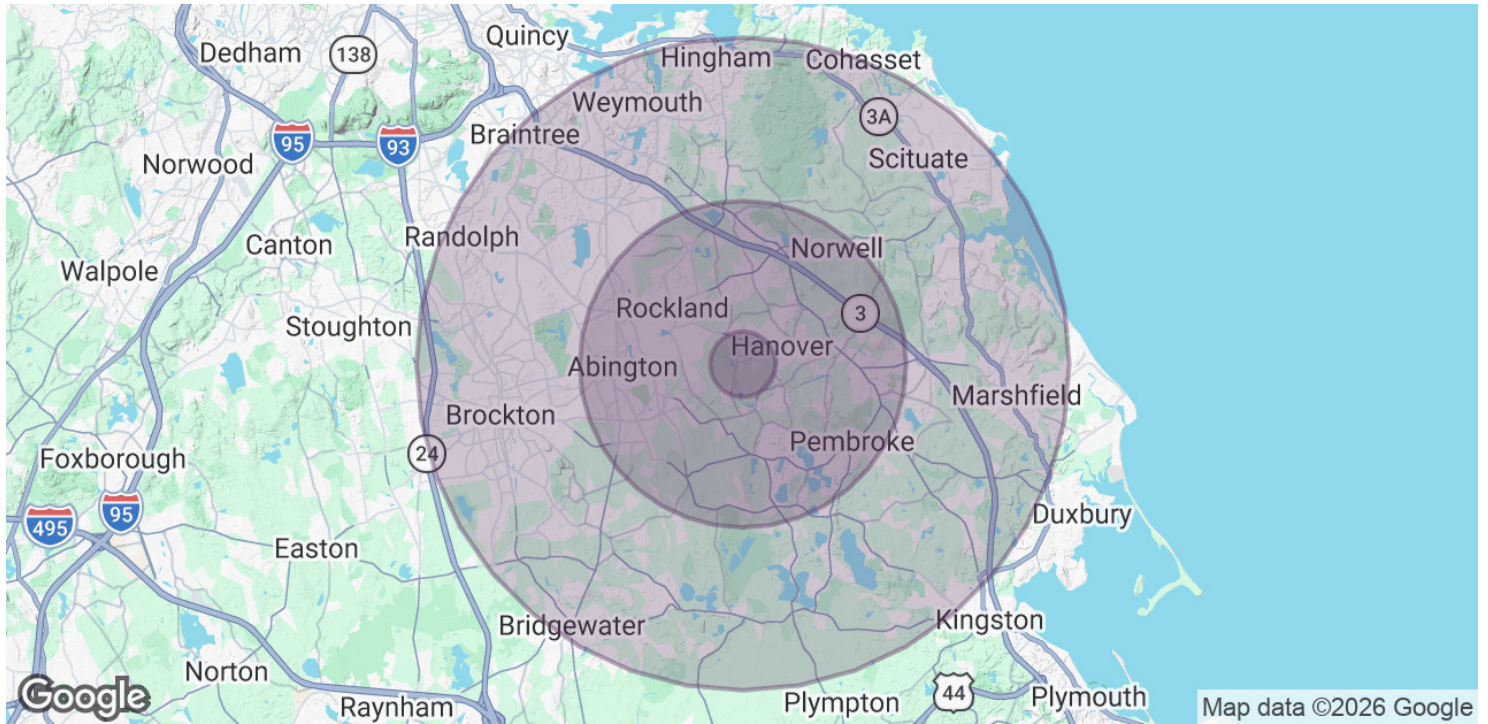 Quincy
Dedham
138
Hingham
Cohasset
Weymouth
3A
Braintree
95
93
Norwood
Scituate
Randolph
Canton
Norwell
Walpole
Rockland
3
Stoughton
Hanover
Abington
Marshfield
Brockton
Pembroke
24
Foxborough
95
495
Duxbury
Easton
Kingston
Bridgewater
Norton
44
Plymouth
Plympton
Raynham
Google
Map data ©2026 Google